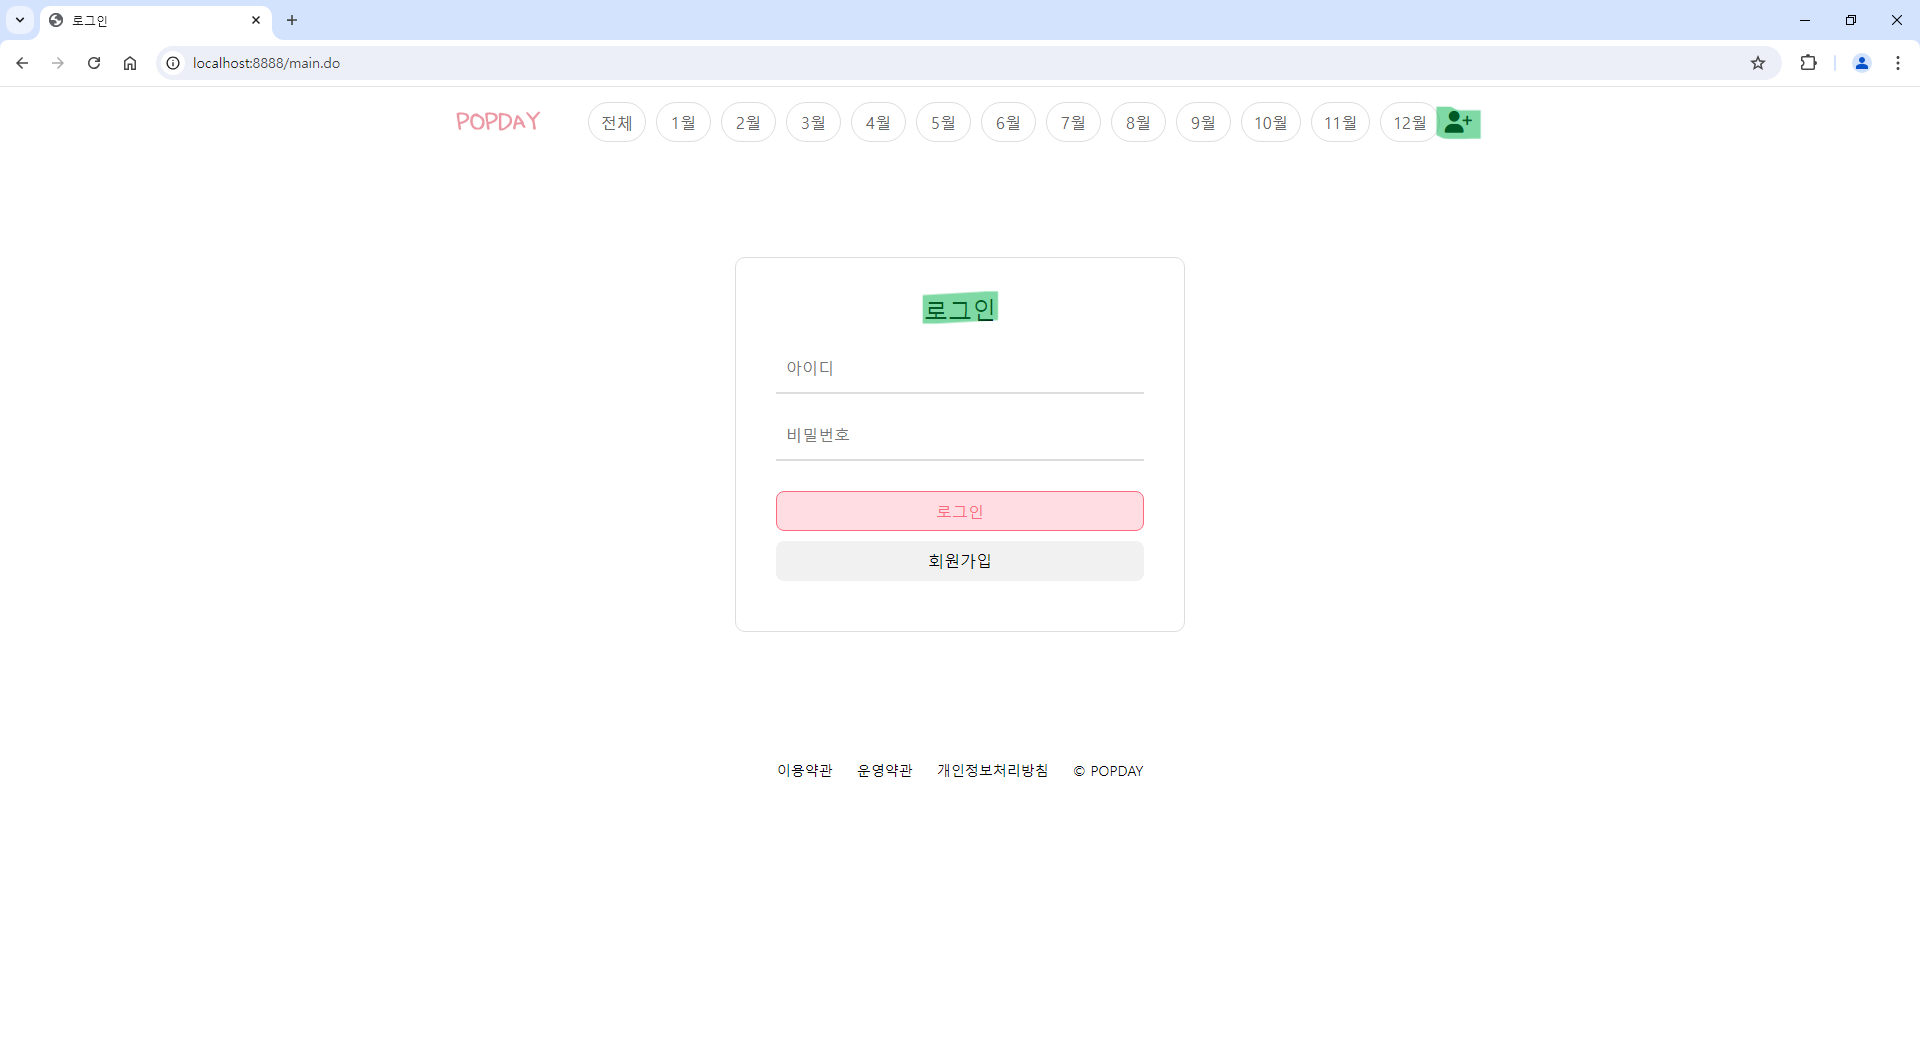 로그인
localhost:8888/main.do
POPDAY 전체 1월 2월 3월 4월 5월 6월 7월 8월 9월 10월 11월 12월
로그인
아이디
비밀번호
로그인
회원가입
이용약관 운영약관 개인정보처리방침 © POPDAY